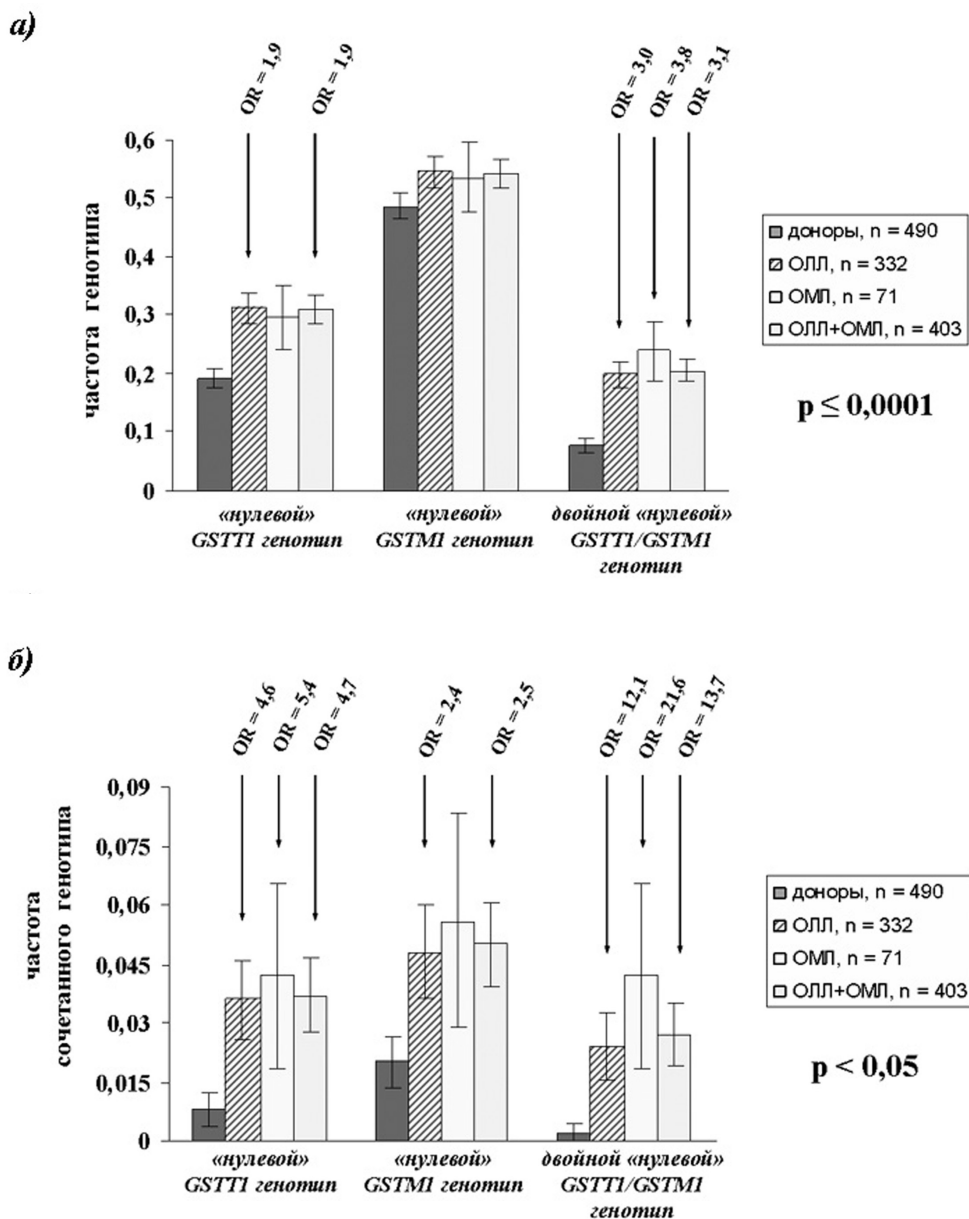 а)
OR = 1,9
OR = 1,9
OR = 3,0
OR = 3,8
OR = 3,1
частота генотипа
0,6
0,5
0,4
0,3
0,2
0,1
0
«нулевой»
GSTT1 генотип
«нулевой»
GSTM1 генотип
двойной «нулевой»
GSTT1/GSTM1
генотип
доноры, n = 490
ОЛЛ, n = 332
ОМЛ, n = 71
ОЛЛ+ОМЛ, n = 403
p ≤ 0,0001
б)
OR = 4,6
OR = 5,4
OR = 4,7
OR = 2,4
OR = 2,5
OR = 12,1
OR = 21,6
OR = 13,7
частота
сочетанного генотипа
0,09
0,075
0,06
0,045
0,03
0,015
0
«нулевой»
GSTT1 генотип
«нулевой»
GSTM1 генотип
двойной «нулевой»
GSTT1/GSTM1
генотип
доноры, n = 490
ОЛЛ, n = 332
ОМЛ, n = 71
ОЛЛ+ОМЛ, n = 403
p < 0,05